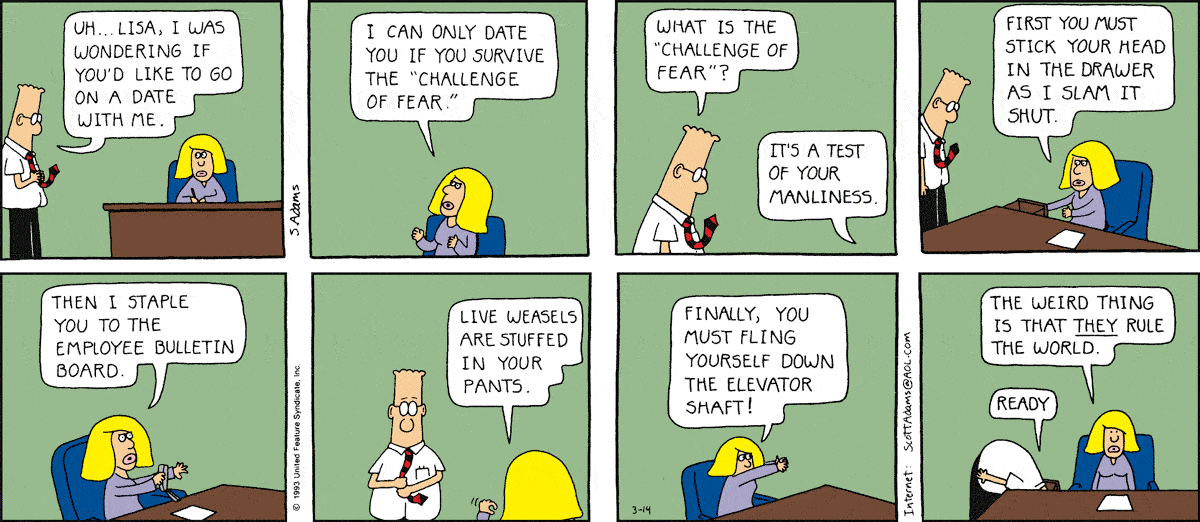 UH... LISA, I WAS
WONDERING IF
YOU'D LIKE TO GO
ON A DATE
WITH ME.
S. Adams
I CAN ONLY DATE
YOU IF YOU SURVIVE
THE "CHALLENGE
OF FEAR."
WHAT IS THE
"CHALLENGE OF
FEAR"?
IT'S A TEST
OF YOUR
MANLINESS.
FIRST YOU MUST
STICK YOUR HEAD
IN THE DRAWER
AS I SLAM IT
SHUT.
THEN I STAPLE
YOU TO THE
EMPLOYEE BULLETIN
BOARD.
© 1993 United Feature Syndicate, Inc.
LIVE WEASELS
ARE STUFFED
IN YOUR
PANTS.
FINALLY, YOU
MUST FLING
YOURSELF DOWN
THE ELEVATOR
SHAFT!
3-14
Internet: ScottAdams@AOL.com
THE WEIRD THING
IS THAT THEY RULE
THE WORLD.
READY